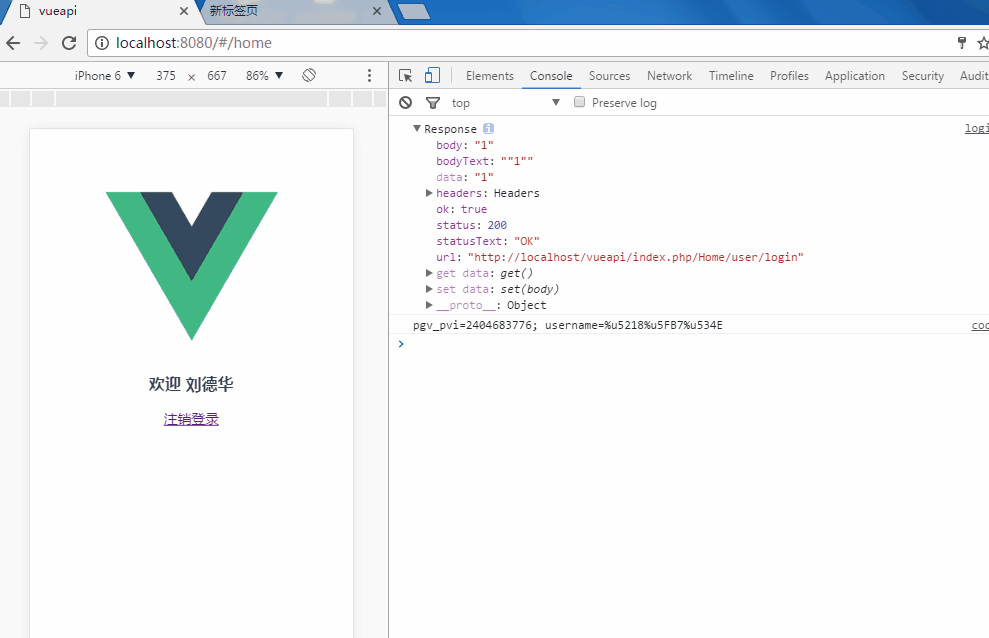 vueapi
新标签页
localhost:8080/#/home
iPhone 6 ▼ 375 × 667 86% ▼
Elements Console Sources Network Timeline Profiles Application Security Audit
top ▼ Preserve log
▼ Response i
logi
body: "1"
bodyText: ""1""
data: "1"
▶ headers: Headers
ok: true
status: 200
statusText: "OK"
url: "http://localhost/vueapi/index.php/Home/user/login"
▶ get data: get()
▶ set data: set(body)
▶ __proto__: Object
pgv_pvi=2404683776; username=%u5218%u5FB7%u534E
coo
>
欢迎 刘德华
注销登录